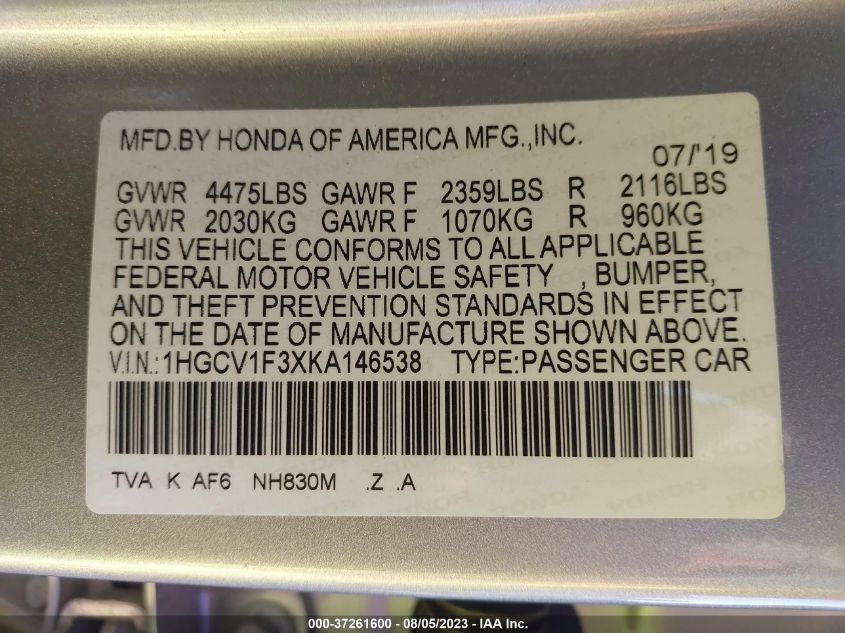 MFD.BY HONDA OF AMERICA MFG.,INC.
07/'19
GVWR 4475LBS GAWR F 2359LBS R 2116LBS
GVWR 2030KG GAWR F 1070KG R 960KG
THIS VEHICLE CONFORMS TO ALL APPLICABLE
FEDERAL MOTOR VEHICLE SAFETY , BUMPER,
AND THEFT PREVENTION STANDARDS IN EFFECT
ON THE DATE OF MANUFACTURE SHOWN ABOVE.
V.I.N.:1HGCV1F3XKA146538 TYPE:PASSENGER CAR
TVA K AF6 NH830M .Z .A
000-37261600 - 08/05/2023 - IAA Inc.